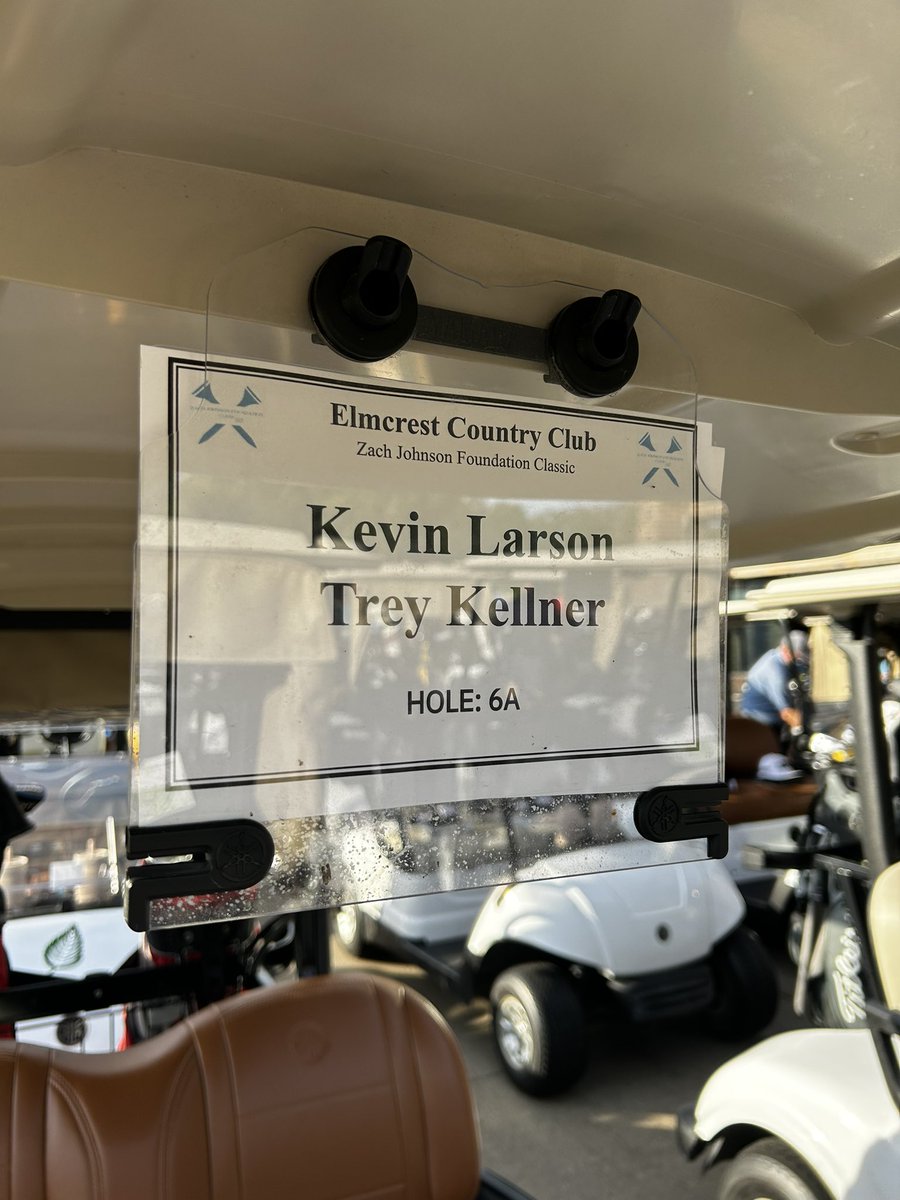 Elmcrest Country Club
Zach Johnson Foundation Classic
Kevin Larson
Trey Kellner
HOLE: 6A